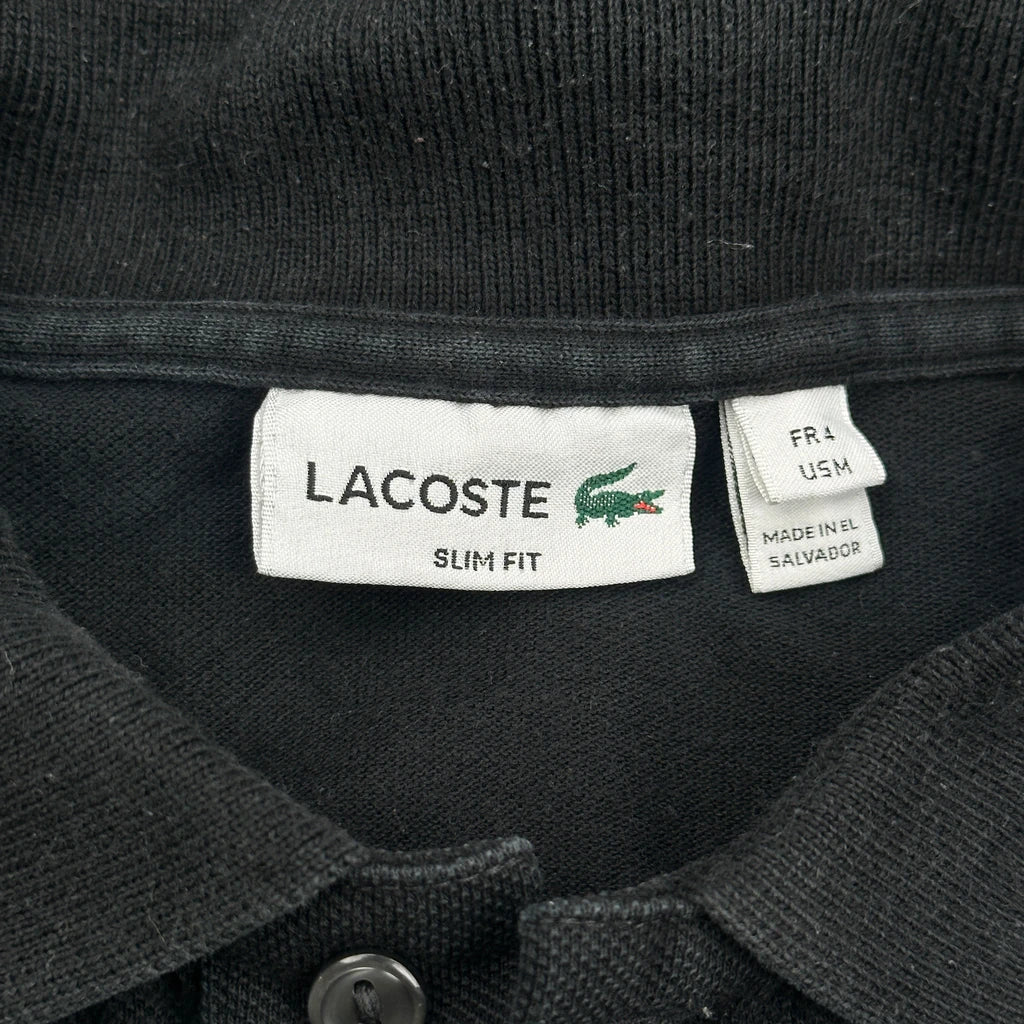 LACOSTE
SLIM FIT
FR 4
US M
MADE IN EL
SALVADOR